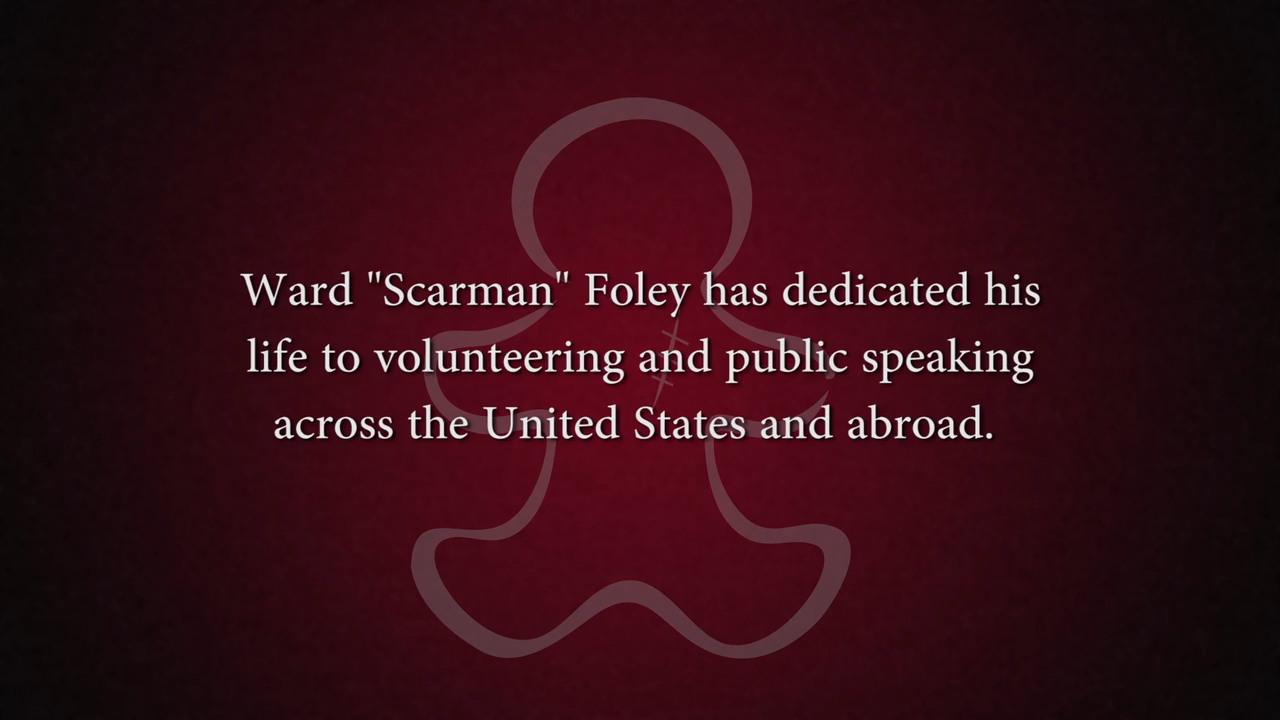 Ward "Scarman" Foley has dedicated his
life to volunteering and public speaking
across the United States and abroad.